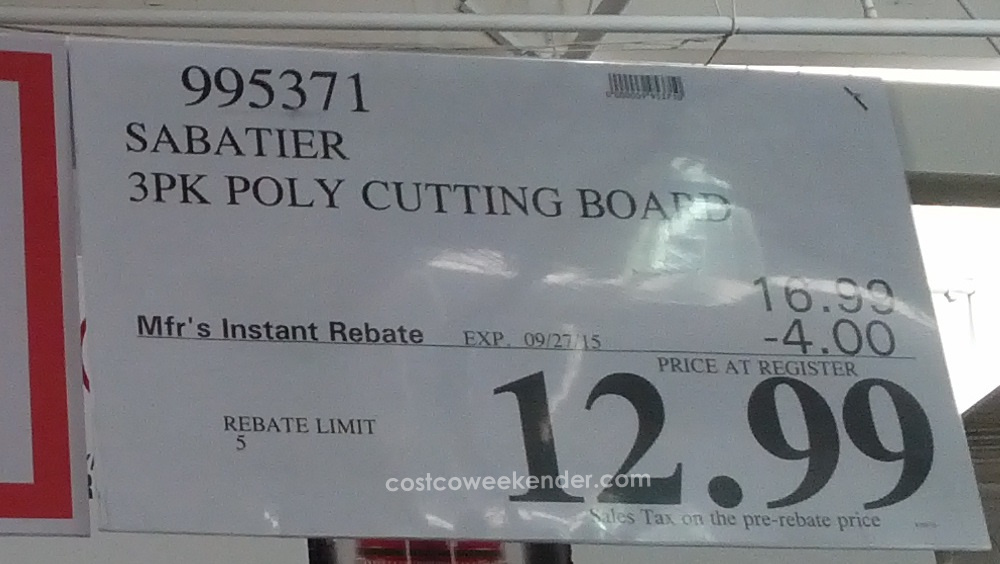 995371
SABATIER
3PK POLY CUTTING BOARD
16.99
Mfr's Instant Rebate EXP. 09/27/15 -4.00
PRICE AT REGISTER
12.99
REBATE LIMIT
5
costcoweekender.com
Sales Tax on the pre-rebate price